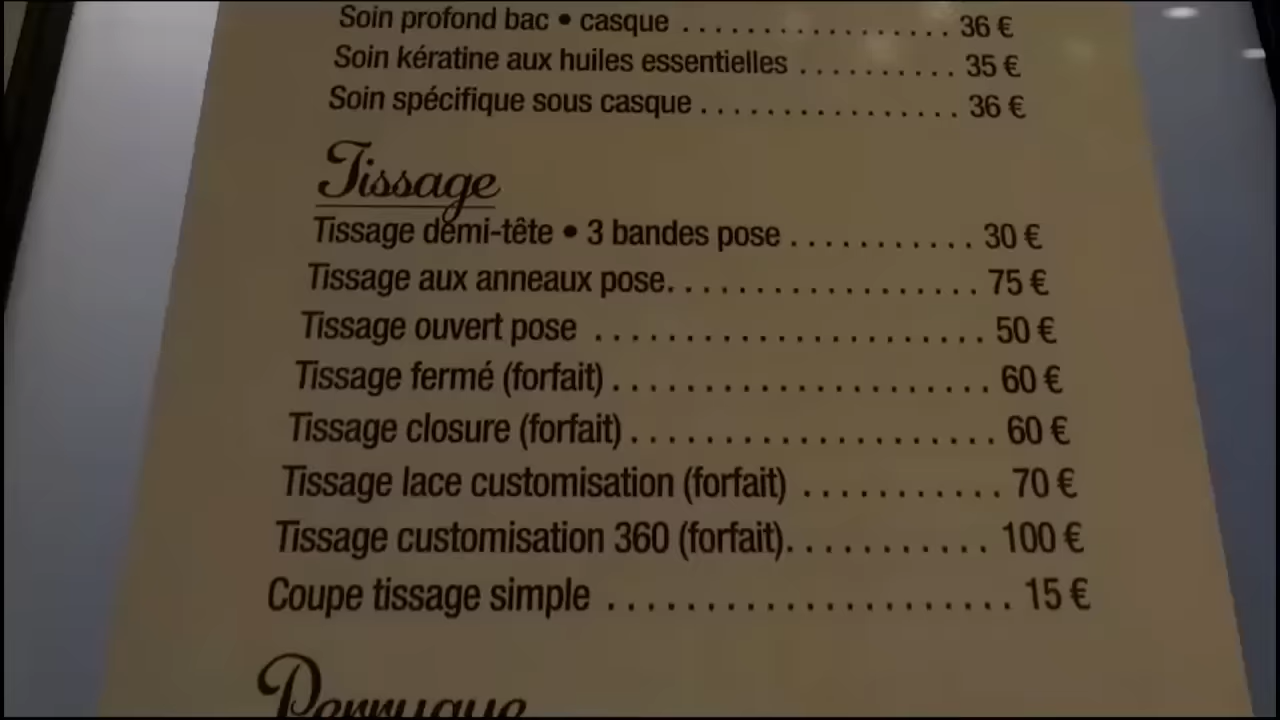 Soin profond bac • casque ................ 36 €
Soin kératine aux huiles essentielles .......... 35 €
Soin spécifique sous casque ................ 36 €
Tissage
Tissage demi-tête • 3 bandes pose ........... 30 €
Tissage aux anneaux pose.................. 75 €
Tissage ouvert pose ...................... 50 €
Tissage fermé (forfait) ..................... 60 €
Tissage closure (forfait) .................... 60 €
Tissage lace customisation (forfait) ........... 70 €
Tissage customisation 360 (forfait)............ 100 €
Coupe tissage simple ..................... 15 €
Perruque